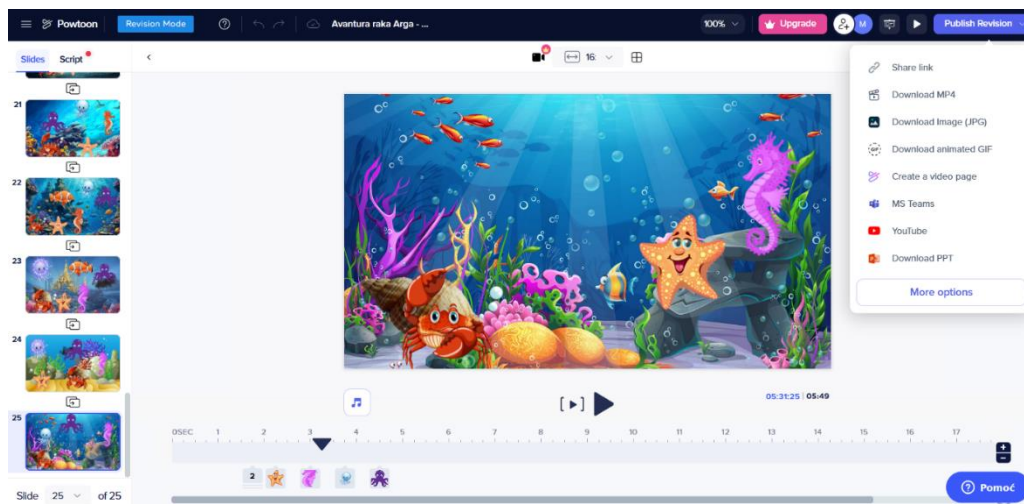 Powtoon
Revision Mode
Avantura raka Arga - ...
100%
Upgrade
M
Publish Revision
Slides
Script
16:
Share link
Download MP4
Download Image (JPG)
GIF
Download animated GIF
Create a video page
MS Teams
YouTube
Download PPT
More options
21
22
23
24
25
05:31:25 05:49
0SEC 1 2 3 4 5 6 7 8 9 10 11 12 13 14 15 16 17
2
Slide 25 of 25
Pomoć